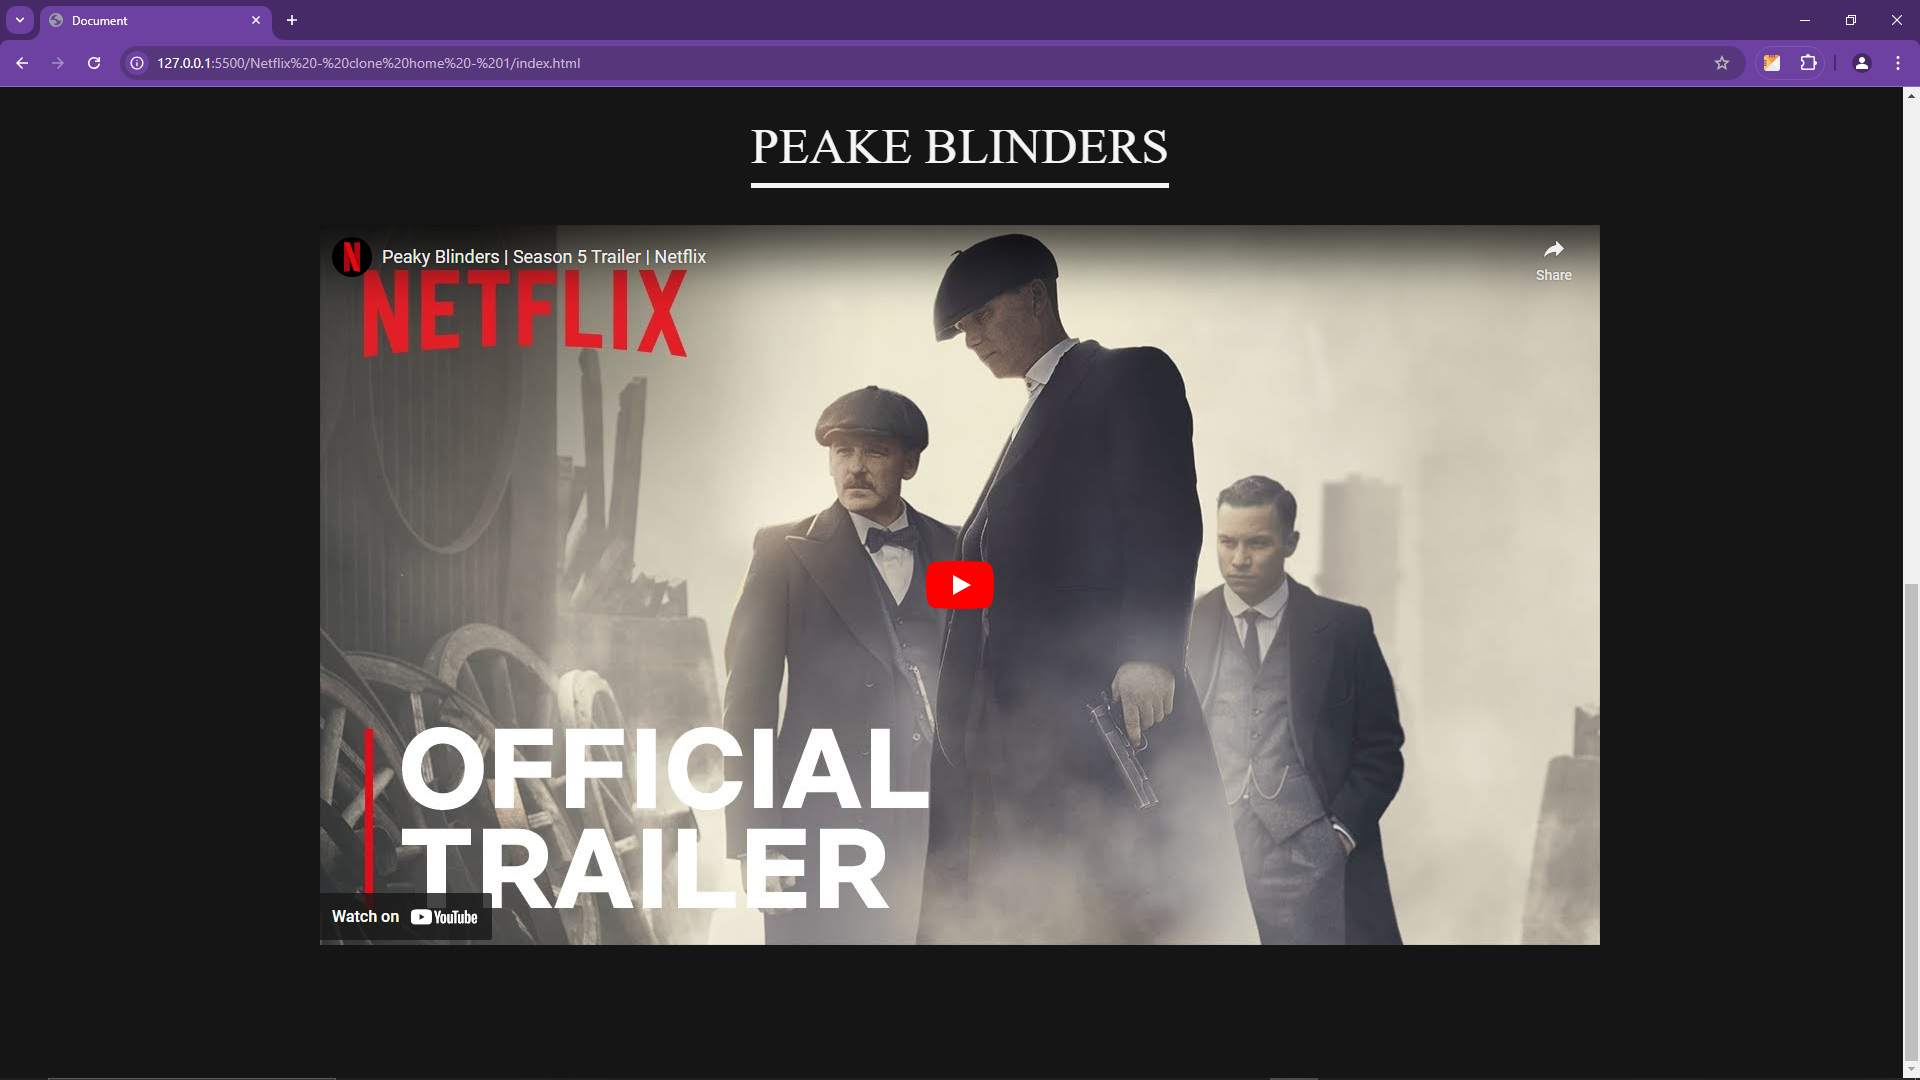 Document
127.0.0.1:5500/Netflix%20-%20clone%20home%20-%201/index.html
PEAKE BLINDERS
N
Peaky Blinders | Season 5 Trailer | Netflix
Share
NETFLIX
OFFICIAL
TRAILER
Watch on YouTube